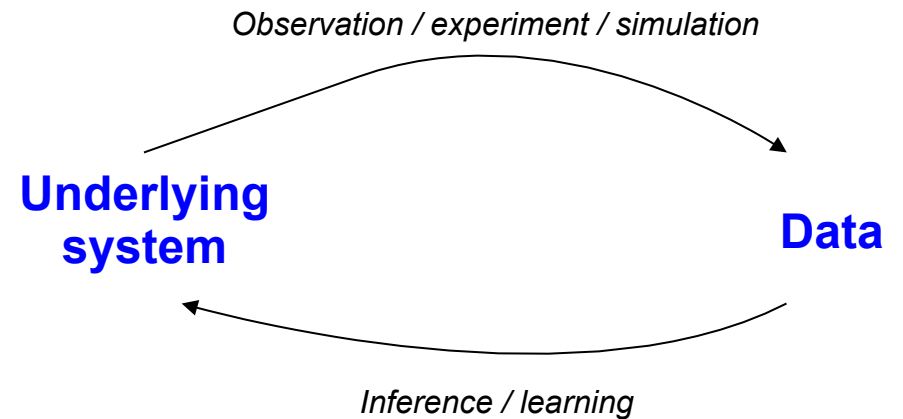 Observation / experiment / simulation
Underlying
system
Data
Inference / learning